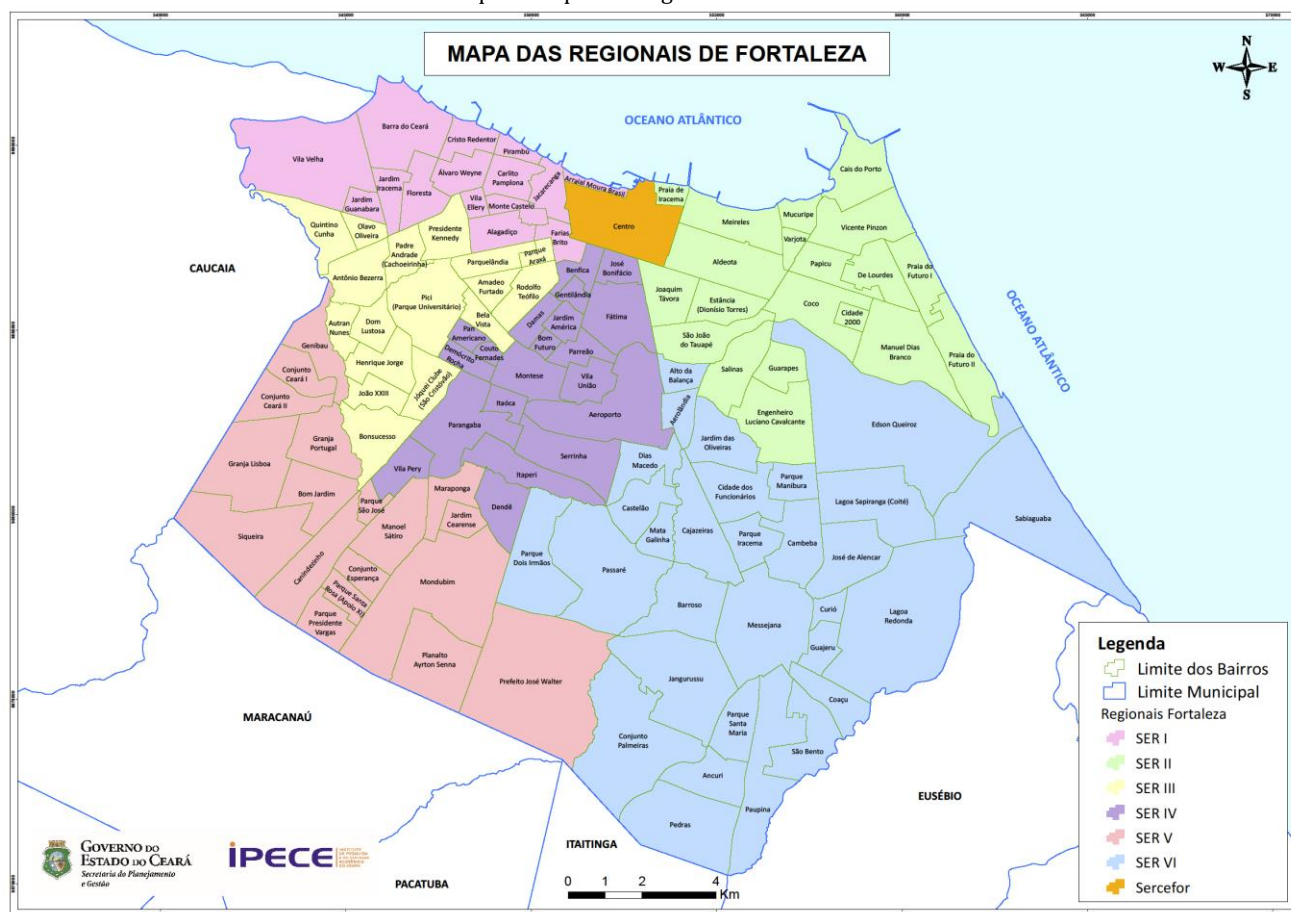 MAPA DAS REGIONAIS DE FORTALEZA
N
W E
S
OCEANO ATLÂNTICO
OCEANO ATLÂNTICO
CAUCAIA
MARACANAÚ
PACATUBA
ITAITINGA
EUSÉBIO
Vila Velha
Barra do Ceará
Cristo Redentor
Pirambú
Jardim
Iracema
Floresta
Álvaro Weyne
Carlito
Pamplona
Jacarecanga
Arraial Moura Brasil
Jardim
Guanabara
Vila
Ellery
Monte Castelo
Alagadiço
Farias
Brito
Centro
Praia de
Iracema
Meireles
Mucuripe
Varjota
Cais do Porto
Vicente Pinzon
Aldeota
Papicu
De Lourdes
Praia do
Futuro I
Quintino
Cunha
Olavo
Oliveira
Padre
Andrade
(Cachoeirinha)
Presidente
Kennedy
Parquelândia
Parque
Araxá
Antônio Bezerra
Pici
(Parque Universitário)
Amadeo
Furtado
Rodolfo
Teófilo
Bela
Vista
Benfica
José
Bonifácio
Gentilândia
Damas
Jardim
América
Fátima
Joaquim
Távora
Estância
(Dionísio Torres)
Coco
Cidade
2000
Manuel Dias
Branco
Praia do
Futuro II
Autran
Nunes
Dom
Lustosa
Pan
Americano
Couto
Fernades
Demócrito
Rocha
Bom
Futuro
Parreão
São João
do Tauapé
Genibau
Henrique Jorge
Jóquei Clube
(São Cristóvão)
Montese
Vila
União
Alto da
Balança
Salinas
Guarapes
Conjunto
Ceará I
Conjunto
Ceará II
João XXIII
Itaóca
Aeroporto
Aerolândia
Engenheiro
Luciano Cavalcante
Edson Queiroz
Bonsucesso
Parangaba
Granja
Portugal
Granja Lisboa
Vila Pery
Itaperi
Serrinha
Dias
Macedo
Jardim das
Oliveiras
Bom Jardim
Parque
São José
Maraponga
Dendê
Cidade dos
Funcionários
Parque
Manibura
Lagoa Sapiranga (Coité)
Sabiaguaba
Siqueira
Manoel
Sátiro
Jardim
Cearense
Castelão
Mata
Galinha
Cajazeiras
Parque
Iracema
Cambeba
José de Alencar
Canindezinho
Conjunto
Esperança
Parque Santa
Rosa (Apolo XI)
Parque
Presidente
Vargas
Mondubim
Parque
Dois Irmãos
Passaré
Barroso
Messejana
Curió
Guajeru
Lagoa
Redonda
Planalto
Ayrton Senna
Prefeito José Walter
Jangurussu
Coaçu
Conjunto
Palmeiras
Parque
Santa
Maria
São Bento
Ancuri
Paupina
Pedras
Legenda
Limite dos Bairros
Limite Municipal
Regionais Fortaleza
SER I
SER II
SER III
SER IV
SER V
SER VI
Sercefor
GOVERNO DO
ESTADO DO CEARÁ
Secretaria do Planejamento
e Gestão
IPECE
0 1 2 4
Km